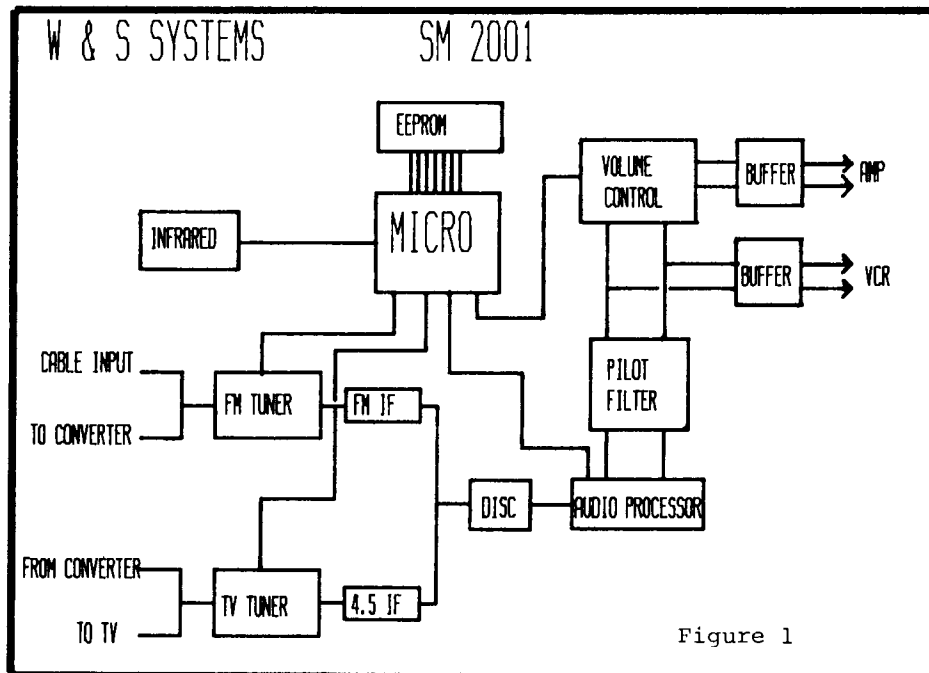 W & S SYSTEMS SM 2001
EEPROM
MICRO
INFRARED
VOLUME
CONTROL
BUFFER
AMP
BUFFER
VCR
PILOT
FILTER
CABLE INPUT
TO CONVERTER
FM TUNER
FM IF
DISC
AUDIO PROCESSOR
FROM CONVERTER
TO TV
TV TUNER
4.5 IF
Figure 1